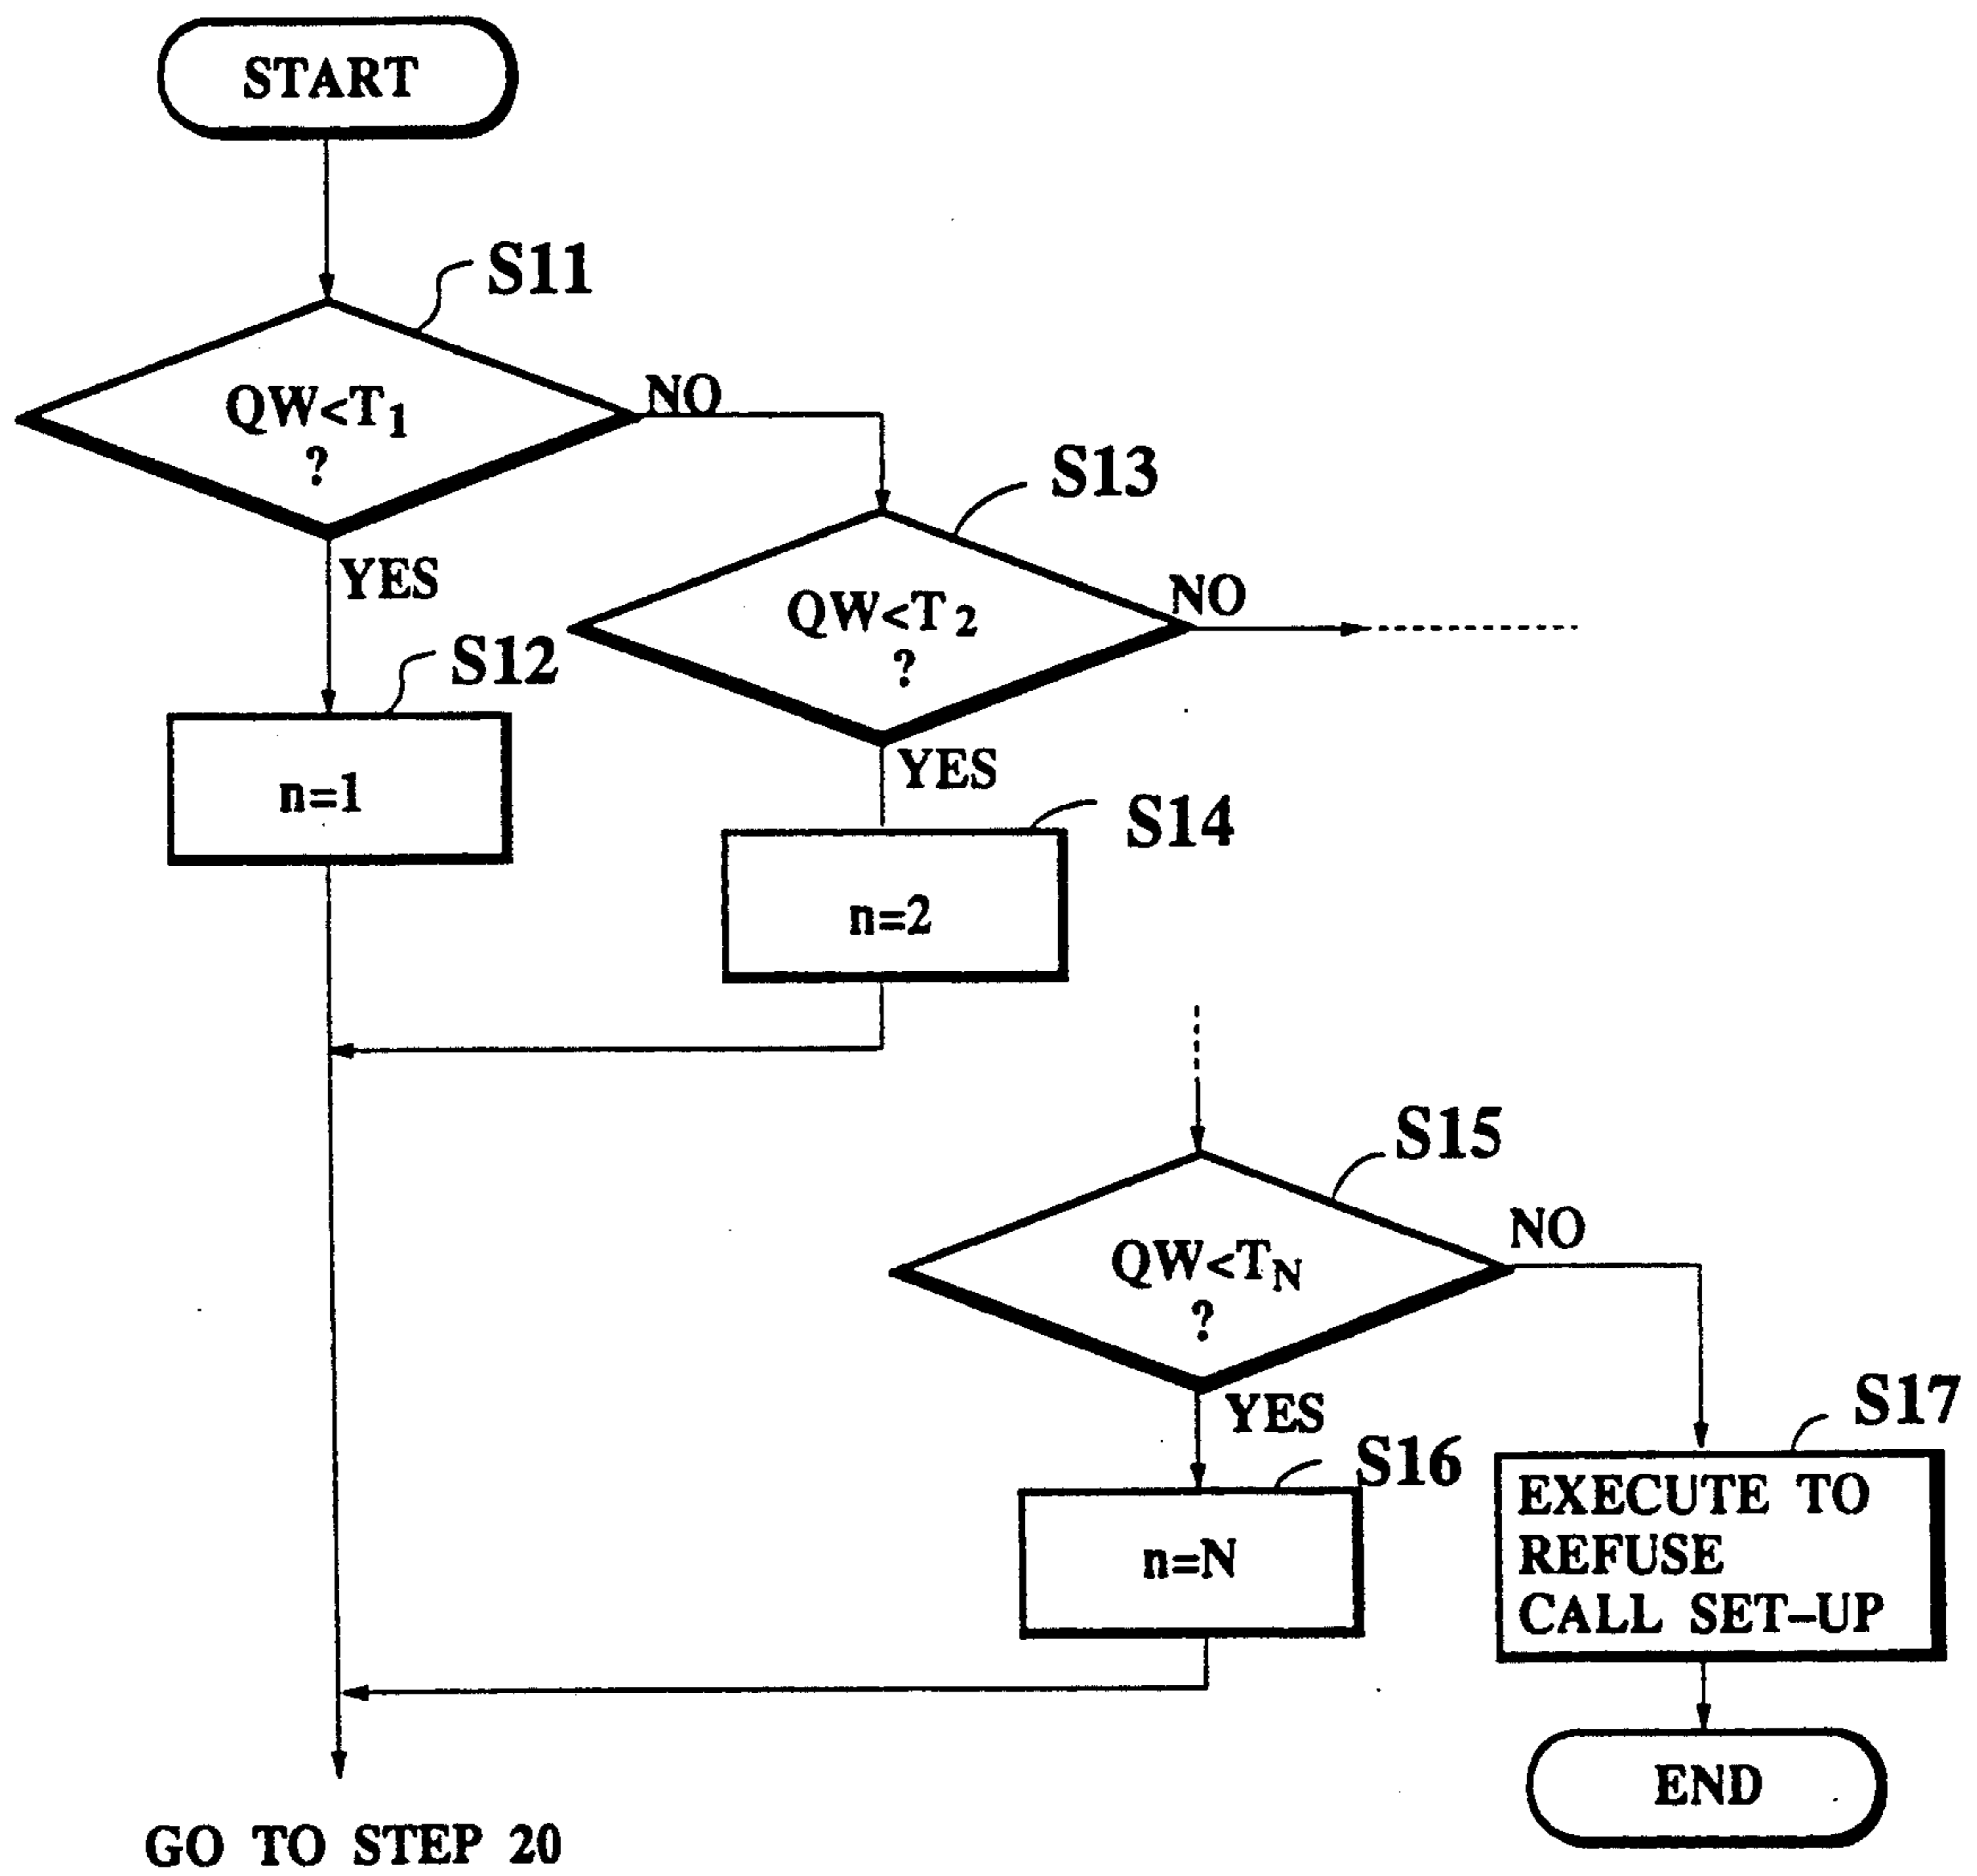 START
S11
QW<T1
?
NO
YES
S13
QW<T2
?
NO
YES
S12
n=1
S14
n=2
S15
QW<TN
?
NO
YES
S16
n=N
S17
EXECUTE TO
REFUSE
CALL SET-UP
END
GO TO STEP 20